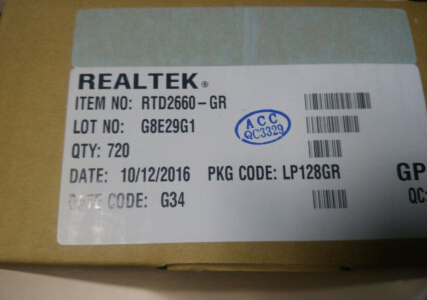 REALTEK®
ITEM NO: RTD2660-GR
LOT NO: G8E29G1
ACC
QC3329
QTY: 720
DATE: 10/12/2016 PKG CODE: LP128GR
GP
DATE CODE: G34
QC: